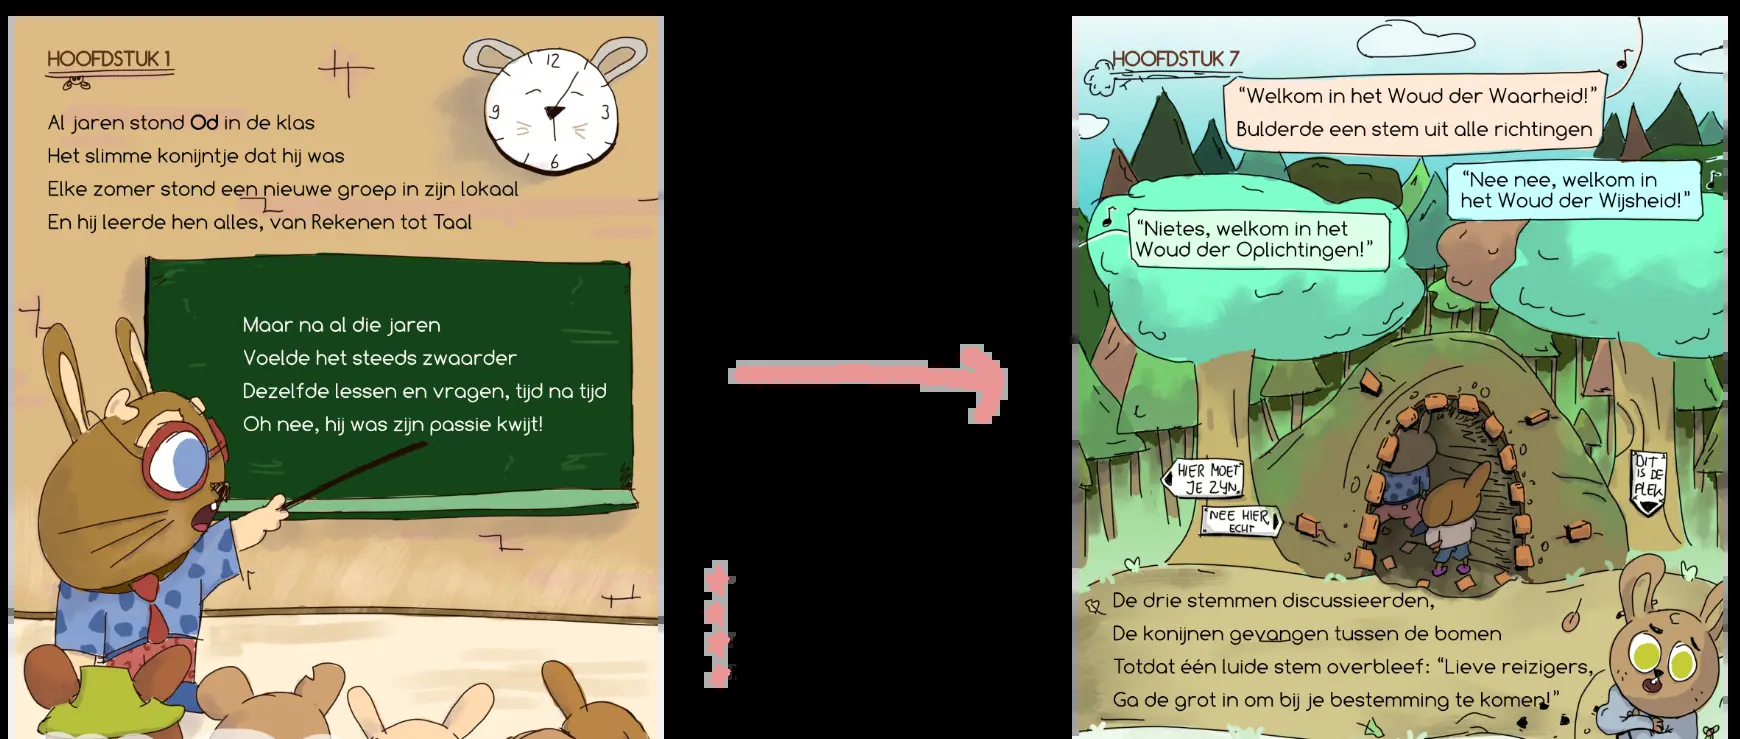 HOOFDSTUK 1
12
3
6
9
Al jaren stond Od in de klas
Het slimme konijntje dat hij was
Elke zomer stond een nieuwe groep in zijn lokaal
En hij leerde hen alles, van Rekenen tot Taal
Maar na al die jaren
Voelde het steeds zwaarder
Dezelfde lessen en vragen, tijd na tijd
Oh nee, hij was zijn passie kwijt!
HOOFDSTUK 7
“Welkom in het Woud der Waarheid!”
Bulderde een stem uit alle richtingen
“Nee nee, welkom in
het Woud der Wijsheid!”
“Nietes, welkom in het
Woud der Oplichtingen!”
HIER MOET
JE ZYN.
NEE HIER
ECHT
DIT
IS DE
PLEK
De drie stemmen discussieerden,
De konijnen gevangen tussen de bomen
Totdat één luide stem overbleef: “Lieve reizigers,
Ga de grot in om bij je bestemming te komen!”